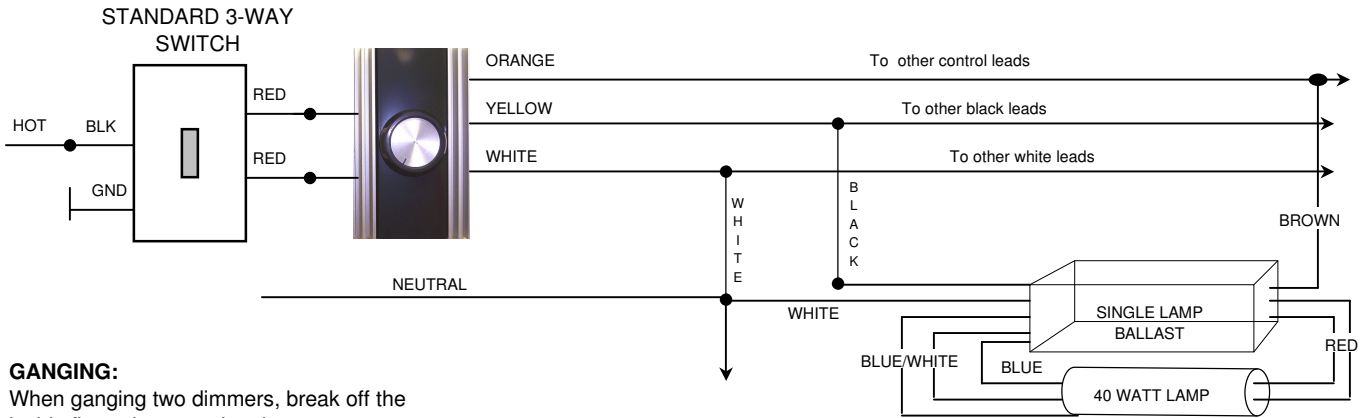 STANDARD 3-WAY
SWITCH
ORANGE
To other control leads
RED
YELLOW
To other black leads
HOT
BLK
RED
WHITE
To other white leads
GND
WHITE
BLACK
BROWN
NEUTRAL
WHITE
SINGLE LAMP
BALLAST
RED
BLUE/WHITE
BLUE
40 WATT LAMP
GANGING:
When ganging two dimmers, break off the